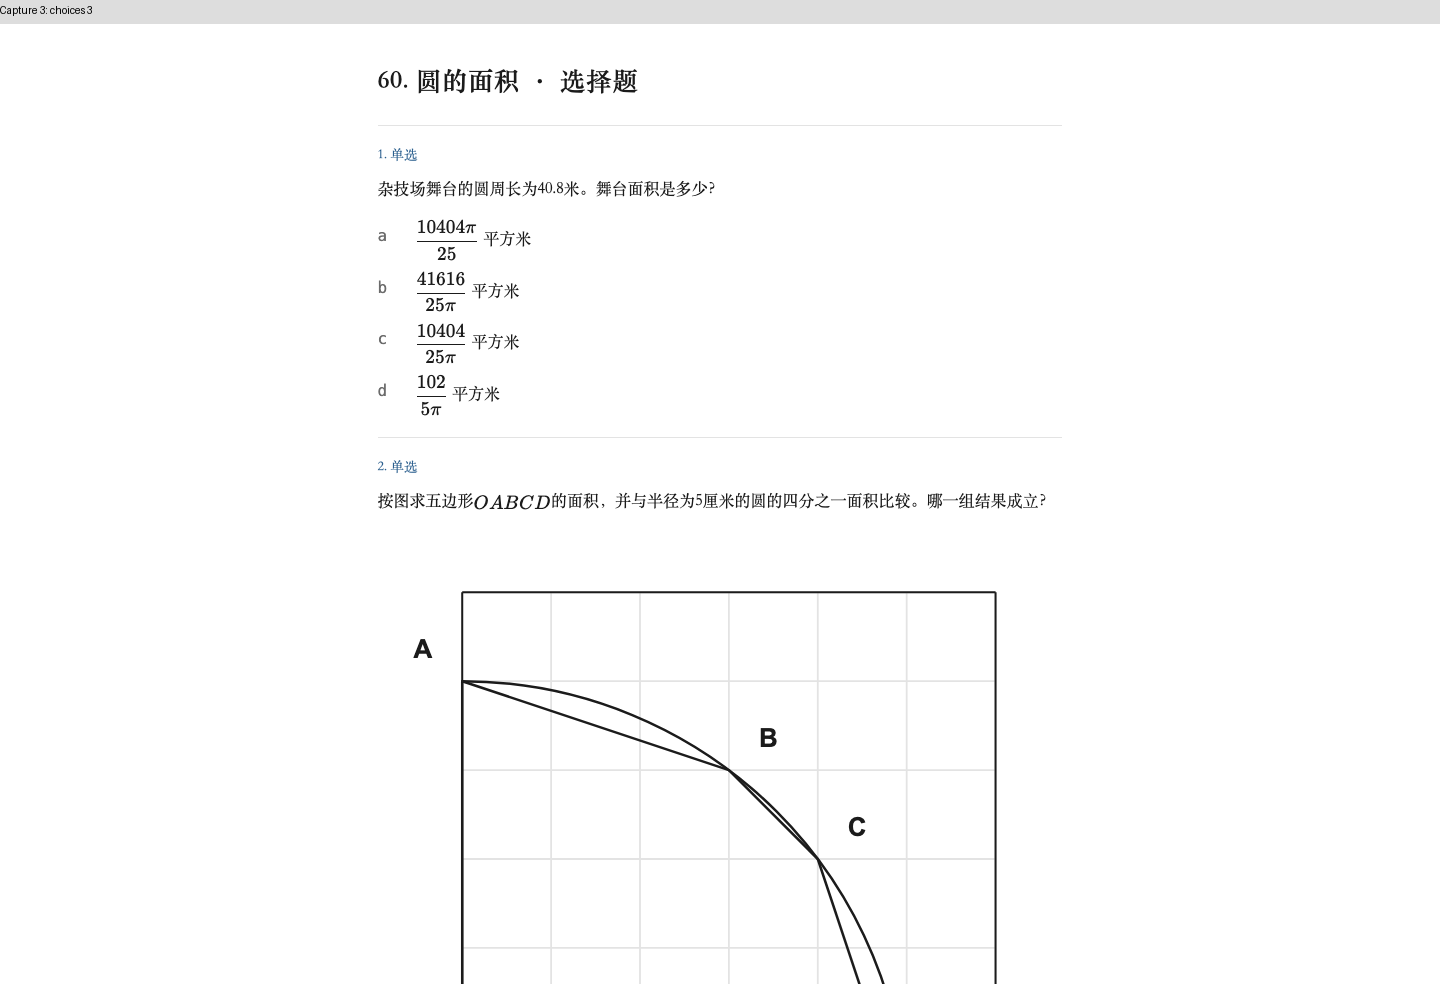 Capture 3: choices 3
60. 圆的面积 · 选择题
1. 单选
杂技场舞台的圆周长为40.8米。舞台面积是多少?
a 10404π/25 平方米
b 41616/25π 平方米
c 10404/25π 平方米
d 102/5π 平方米
2. 单选
按图求五边形OABCD的面积，并与半径为5厘米的圆的四分之一面积比较。哪一组结果成立?
A
B
C